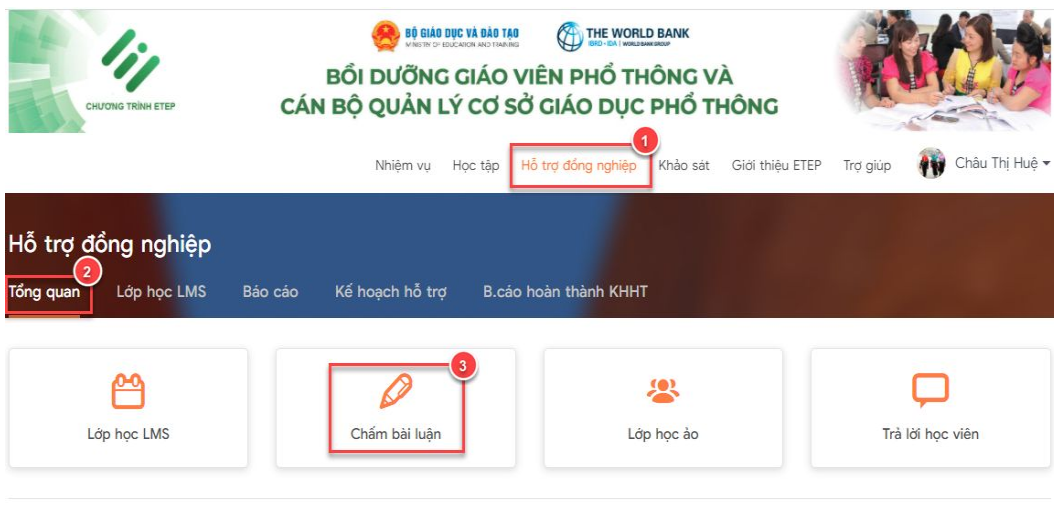 BỘ GIÁO DỤC VÀ ĐÀO TẠO
MINISTRY OF EDUCATION AND TRAINING
THE WORLD BANK
IBRD • IDA | WORLD BANK GROUP
CHƯƠNG TRÌNH ETEP
BỒI DƯỠNG GIÁO VIÊN PHỔ THÔNG VÀ
CÁN BỘ QUẢN LÝ CƠ SỞ GIÁO DỤC PHỔ THÔNG
1
Nhiệm vụ Học tập Hỗ trợ đồng nghiệp Khảo sát Giới thiệu ETEP Trợ giúp Châu Thị Huệ
Hỗ trợ đồng nghiệp
2
Tổng quan Lớp học LMS Báo cáo Kế hoạch hỗ trợ B.cáo hoàn thành KHHT
3
Lớp học LMS Chấm bài luận Lớp học ảo Trả lời học viên